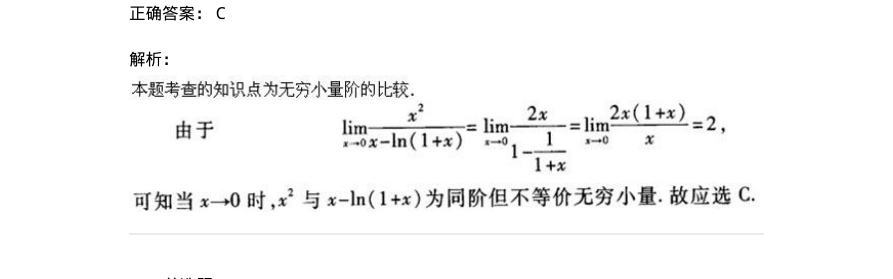 正确答案： C
解析：
本题考查的知识点为无穷小量阶的比较.
由于 lim_{x→0} x²/(x-ln(1+x)) = lim_{x→0} 2x/(1-1/(1+x)) = lim_{x→0} 2x(1+x)/x = 2,
可知当 x→0 时,x² 与 x-ln(1+x)为同阶但不等价无穷小量.故应选 C.